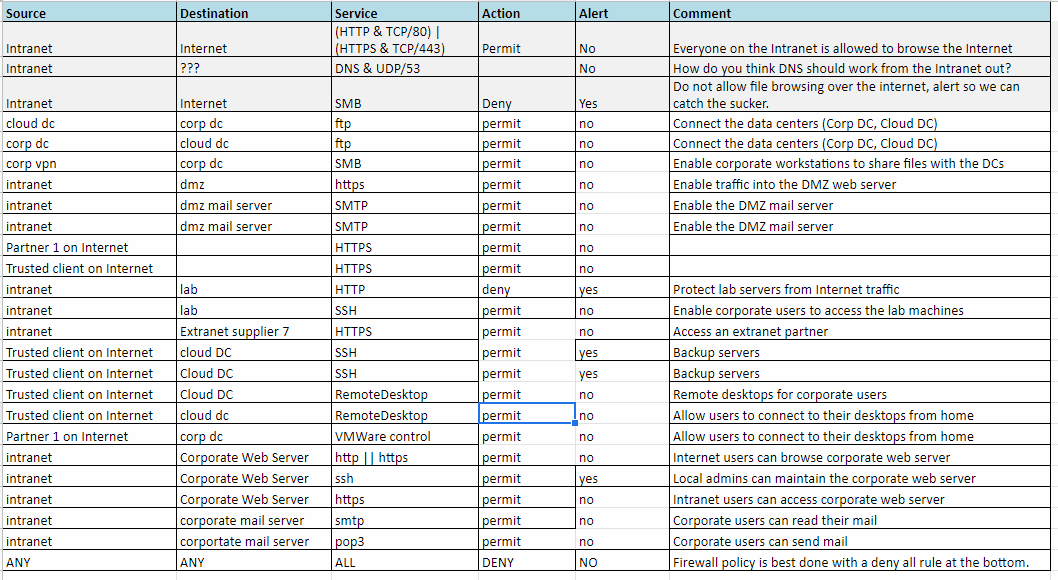 Source Destination Service Action Alert Comment
(HTTP & TCP/80) |
Intranet Internet (HTTPS & TCP/443) Permit No Everyone on the Intranet is allowed to browse the Internet
Intranet ??? DNS & UDP/53 No How do you think DNS should work from the Intranet out?
Do not allow file browsing over the internet, alert so we can
Intranet Internet SMB Deny Yes catch the sucker.
cloud dc corp dc ftp permit no Connect the data centers (Corp DC, Cloud DC)
corp dc cloud dc ftp permit no Connect the data centers (Corp DC, Cloud DC)
corp vpn corp dc SMB permit no Enable corporate workstations to share files with the DCs
intranet dmz https permit no Enable traffic into the DMZ web server
intranet dmz mail server SMTP permit no Enable the DMZ mail server
intranet dmz mail server SMTP permit no Enable the DMZ mail server
Partner 1 on Internet HTTPS permit no
Trusted client on Internet HTTPS permit no
intranet lab HTTP deny yes Protect lab servers from Internet traffic
intranet lab SSH permit no Enable corporate users to access the lab machines
intranet Extranet supplier 7 HTTPS permit no Access an extranet partner
Trusted client on Internet cloud DC SSH permit yes Backup servers
Trusted client on Internet Cloud DC SSH permit yes Backup servers
Trusted client on Internet Cloud DC RemoteDesktop permit no Remote desktops for corporate users
Trusted client on Internet cloud dc RemoteDesktop permit no Allow users to connect to their desktops from home
Partner 1 on Internet corp dc VMWare control permit no Allow users to connect to their desktops from home
intranet Corporate Web Server http || https permit no Internet users can browse corporate web server
intranet Corporate Web Server ssh permit yes Local admins can maintain the corporate web server
intranet Corporate Web Server https permit no Intranet users can access corporate web server
intranet corporate mail server smtp permit no Corporate users can read their mail
intranet corportate mail server pop3 permit no Corporate users can send mail
ANY ANY ALL DENY NO Firewall policy is best done with a deny all rule at the bottom.